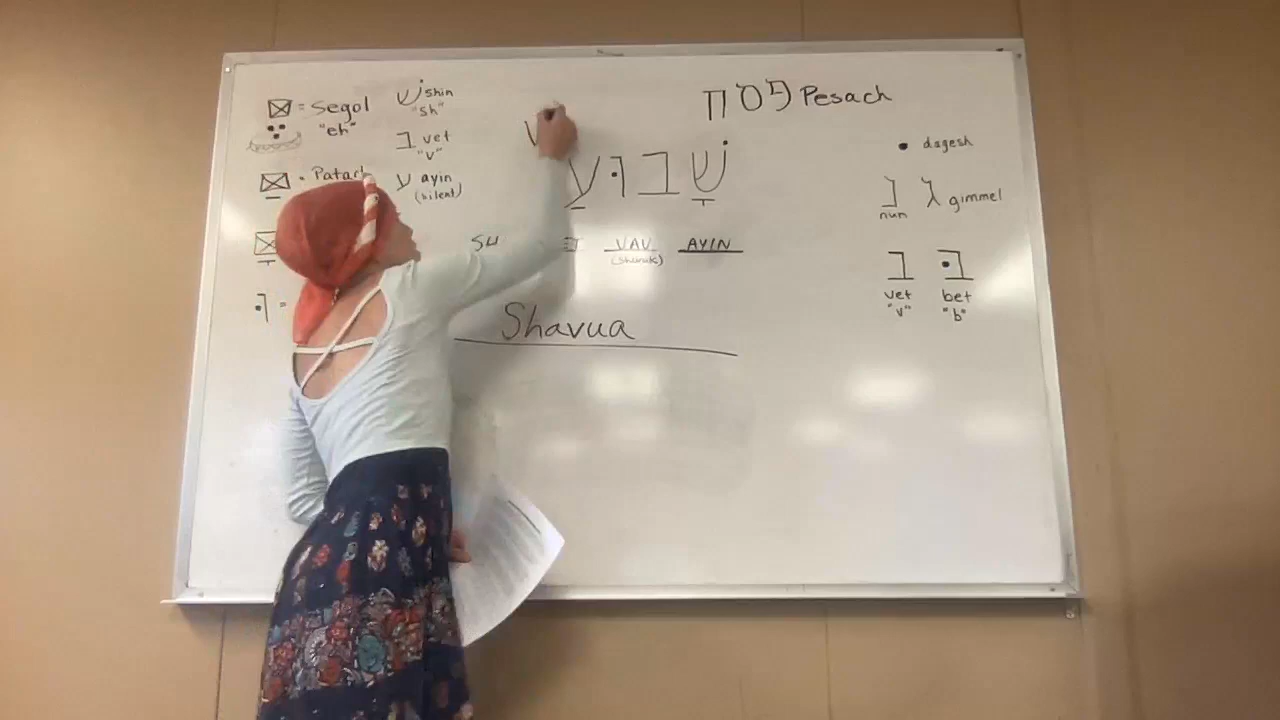 = Segol
"eh"
= Patach
=
שׁ shin
"sh"
ב vet
"v"
ע ayin
(silent)
פסח Pesach
שָׁבוּעַ
VAV AYIN
(shuruk)
Shavua
dagesh
נ ג gimmel
nun
ב בּ
vet bet
"v" "b"